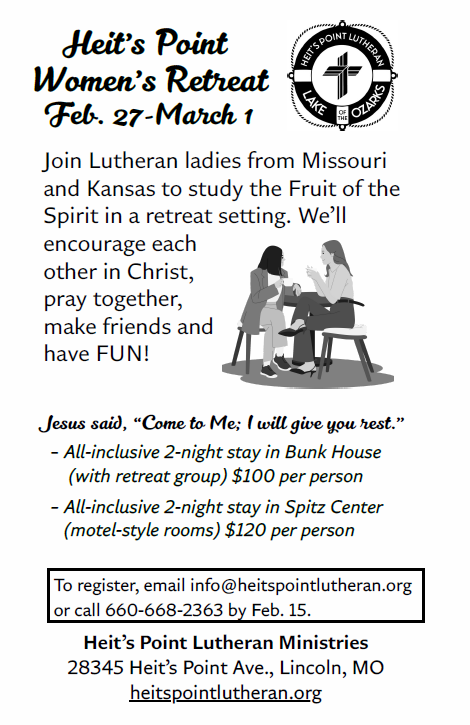 Heit's Point
Women's Retreat
Feb. 27-March 1
HEIT'S POINT LUTHERAN
LAKE
OF
THE
OZARKS
Join Lutheran ladies from Missouri
and Kansas to study the Fruit of the
Spirit in a retreat setting. We'll
encourage each
other in Christ,
pray together,
make friends and
have FUN!
Jesus said, “Come to Me; I will give you rest.”
– All-inclusive 2-night stay in Bunk House
(with retreat group) $100 per person
– All-inclusive 2-night stay in Spitz Center
(motel-style rooms) $120 per person
To register, email info@heitspointlutheran.org
or call 660-668-2363 by Feb. 15.
Heit's Point Lutheran Ministries
28345 Heit's Point Ave., Lincoln, MO
heitspointlutheran.org